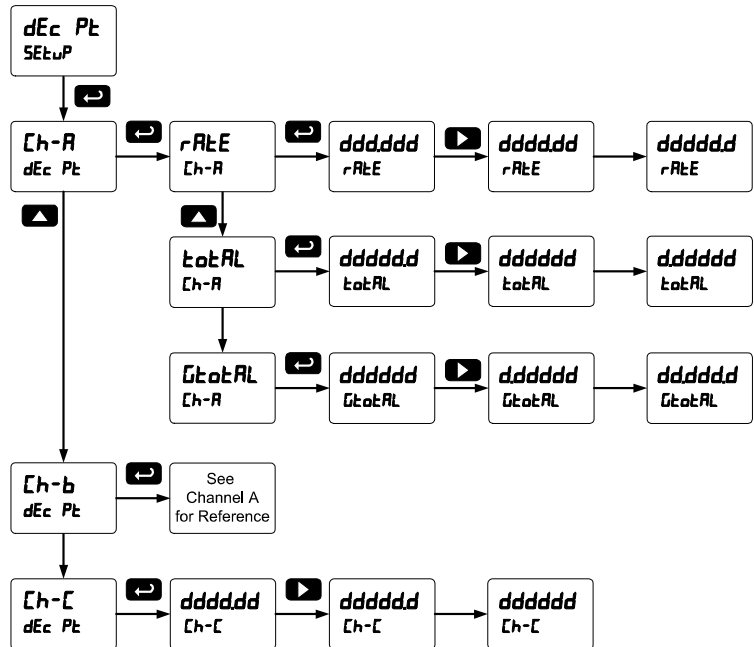 dEc Pt
SEtuP
Ch-A
dEc Pt
rAtE
Ch-A
ddd.ddd
rAtE
dddd.dd
rAtE
ddddd.d
rAtE
totAL
Ch-A
ddddd.d
totAL
dddddd
totAL
d.ddddd
totAL
GtotAL
Ch-A
dddddd
GtotAL
d.ddddd
GtotAL
dd.ddd.d
GtotAL
Ch-b
dEc Pt
See
Channel A
for Reference
Ch-C
dEc Pt
dddd.dd
Ch-C
ddddd.d
Ch-C
dddddd
Ch-C